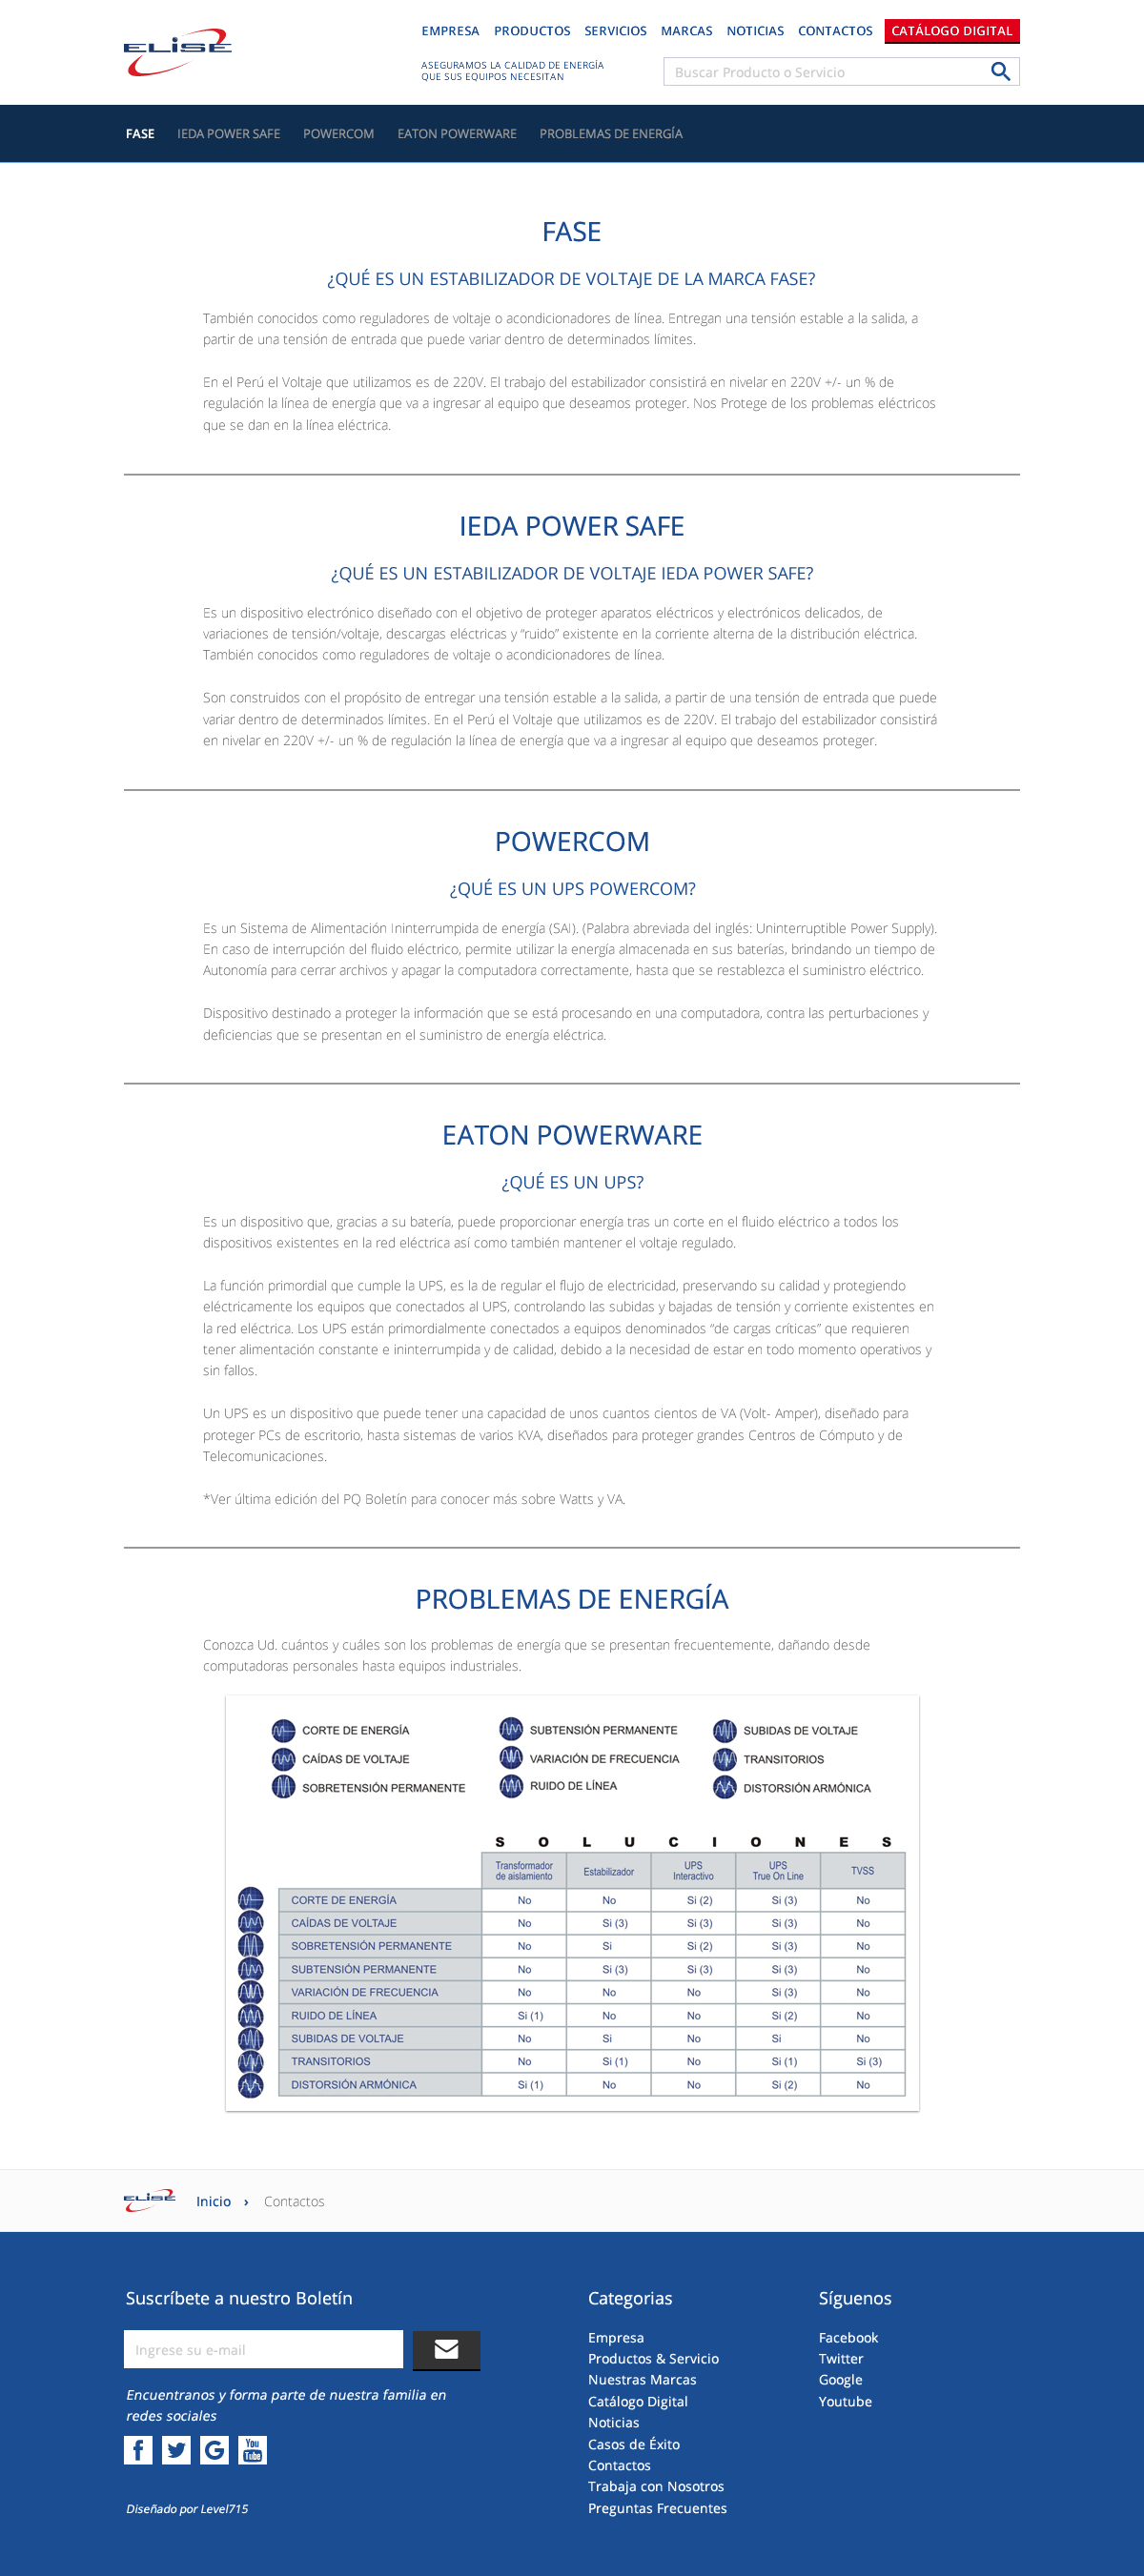 ELISE
EMPRESA PRODUCTOS SERVICIOS MARCAS NOTICIAS CONTACTOS CATÁLOGO DIGITAL
ASEGURAMOS LA CALIDAD DE ENERGÍA
QUE SUS EQUIPOS NECESITAN
Buscar Producto o Servicio
FASE IEDA POWER SAFE POWERCOM EATON POWERWARE PROBLEMAS DE ENERGÍA
FASE
¿QUÉ ES UN ESTABILIZADOR DE VOLTAJE DE LA MARCA FASE?
También conocidos como reguladores de voltaje o acondicionadores de línea. Entregan una tensión estable a la salida, a
partir de una tensión de entrada que puede variar dentro de determinados límites.
En el Perú el Voltaje que utilizamos es de 220V. El trabajo del estabilizador consistirá en nivelar en 220V +/- un % de
regulación la línea de energía que va a ingresar al equipo que deseamos proteger. Nos Protege de los problemas eléctricos
que se dan en la línea eléctrica.
IEDA POWER SAFE
¿QUÉ ES UN ESTABILIZADOR DE VOLTAJE IEDA POWER SAFE?
Es un dispositivo electrónico diseñado con el objetivo de proteger aparatos eléctricos y electrónicos delicados, de
variaciones de tensión/voltaje, descargas eléctricas y “ruido” existente en la corriente alterna de la distribución eléctrica.
También conocidos como reguladores de voltaje o acondicionadores de línea.
Son construidos con el propósito de entregar una tensión estable a la salida, a partir de una tensión de entrada que puede
variar dentro de determinados límites. En el Perú el Voltaje que utilizamos es de 220V. El trabajo del estabilizador consistirá
en nivelar en 220V +/- un % de regulación la línea de energía que va a ingresar al equipo que deseamos proteger.
POWERCOM
¿QUÉ ES UN UPS POWERCOM?
Es un Sistema de Alimentación Ininterrumpida de energía (SAI). (Palabra abreviada del inglés: Uninterruptible Power Supply).
En caso de interrupción del fluido eléctrico, permite utilizar la energía almacenada en sus baterías, brindando un tiempo de
Autonomía para cerrar archivos y apagar la computadora correctamente, hasta que se restablezca el suministro eléctrico.
Dispositivo destinado a proteger la información que se está procesando en una computadora, contra las perturbaciones y
deficiencias que se presentan en el suministro de energía eléctrica.
EATON POWERWARE
¿QUÉ ES UN UPS?
Es un dispositivo que, gracias a su batería, puede proporcionar energía tras un corte en el fluido eléctrico a todos los
dispositivos existentes en la red eléctrica así como también mantener el voltaje regulado.
La función primordial que cumple la UPS, es la de regular el flujo de electricidad, preservando su calidad y protegiendo
eléctricamente los equipos que conectados al UPS, controlando las subidas y bajadas de tensión y corriente existentes en
la red eléctrica. Los UPS están primordialmente conectados a equipos denominados “de cargas críticas” que requieren
tener alimentación constante e ininterrumpida y de calidad, debido a la necesidad de estar en todo momento operativos y
sin fallos.
Un UPS es un dispositivo que puede tener una capacidad de unos cuantos cientos de VA (Volt- Amper), diseñado para
proteger PCs de escritorio, hasta sistemas de varios KVA, diseñados para proteger grandes Centros de Cómputo y de
Telecomunicaciones.
*Ver última edición del PQ Boletín para conocer más sobre Watts y VA.
PROBLEMAS DE ENERGÍA
Conozca Ud. cuántos y cuáles son los problemas de energía que se presentan frecuentemente, dañando desde
computadoras personales hasta equipos industriales.
CORTE DE ENERGÍA SUBTENSIÓN PERMANENTE SUBIDAS DE VOLTAJE
CAÍDAS DE VOLTAJE VARIACIÓN DE FRECUENCIA TRANSITORIOS
SOBRETENSIÓN PERMANENTE RUIDO DE LÍNEA DISTORSIÓN ARMÓNICA
S O L U C I O N E S
Transformador de aislamiento Estabilizador UPS Interactivo UPS True On Line TVSS
CORTE DE ENERGÍA No No Si (2) Si (3) No
CAÍDAS DE VOLTAJE No Si (3) Si (3) Si (3) No
SOBRETENSIÓN PERMANENTE No Si Si (2) Si (3) No
SUBTENSIÓN PERMANENTE No Si (3) Si (3) Si (3) No
VARIACIÓN DE FRECUENCIA No No No Si (3) No
RUIDO DE LÍNEA Si (1) No No Si (2) No
SUBIDAS DE VOLTAJE No Si No Si No
TRANSITORIOS No Si (1) No Si (1) Si (3)
DISTORSIÓN ARMÓNICA Si (1) No No Si (2) No
ELISE Inicio › Contactos
Suscríbete a nuestro Boletín
Ingrese su e-mail
Encuentranos y forma parte de nuestra familia en
redes sociales
You Tube
Diseñado por Level715
Categorias
Empresa
Productos & Servicio
Nuestras Marcas
Catálogo Digital
Noticias
Casos de Éxito
Contactos
Trabaja con Nosotros
Preguntas Frecuentes
Síguenos
Facebook
Twitter
Google
Youtube